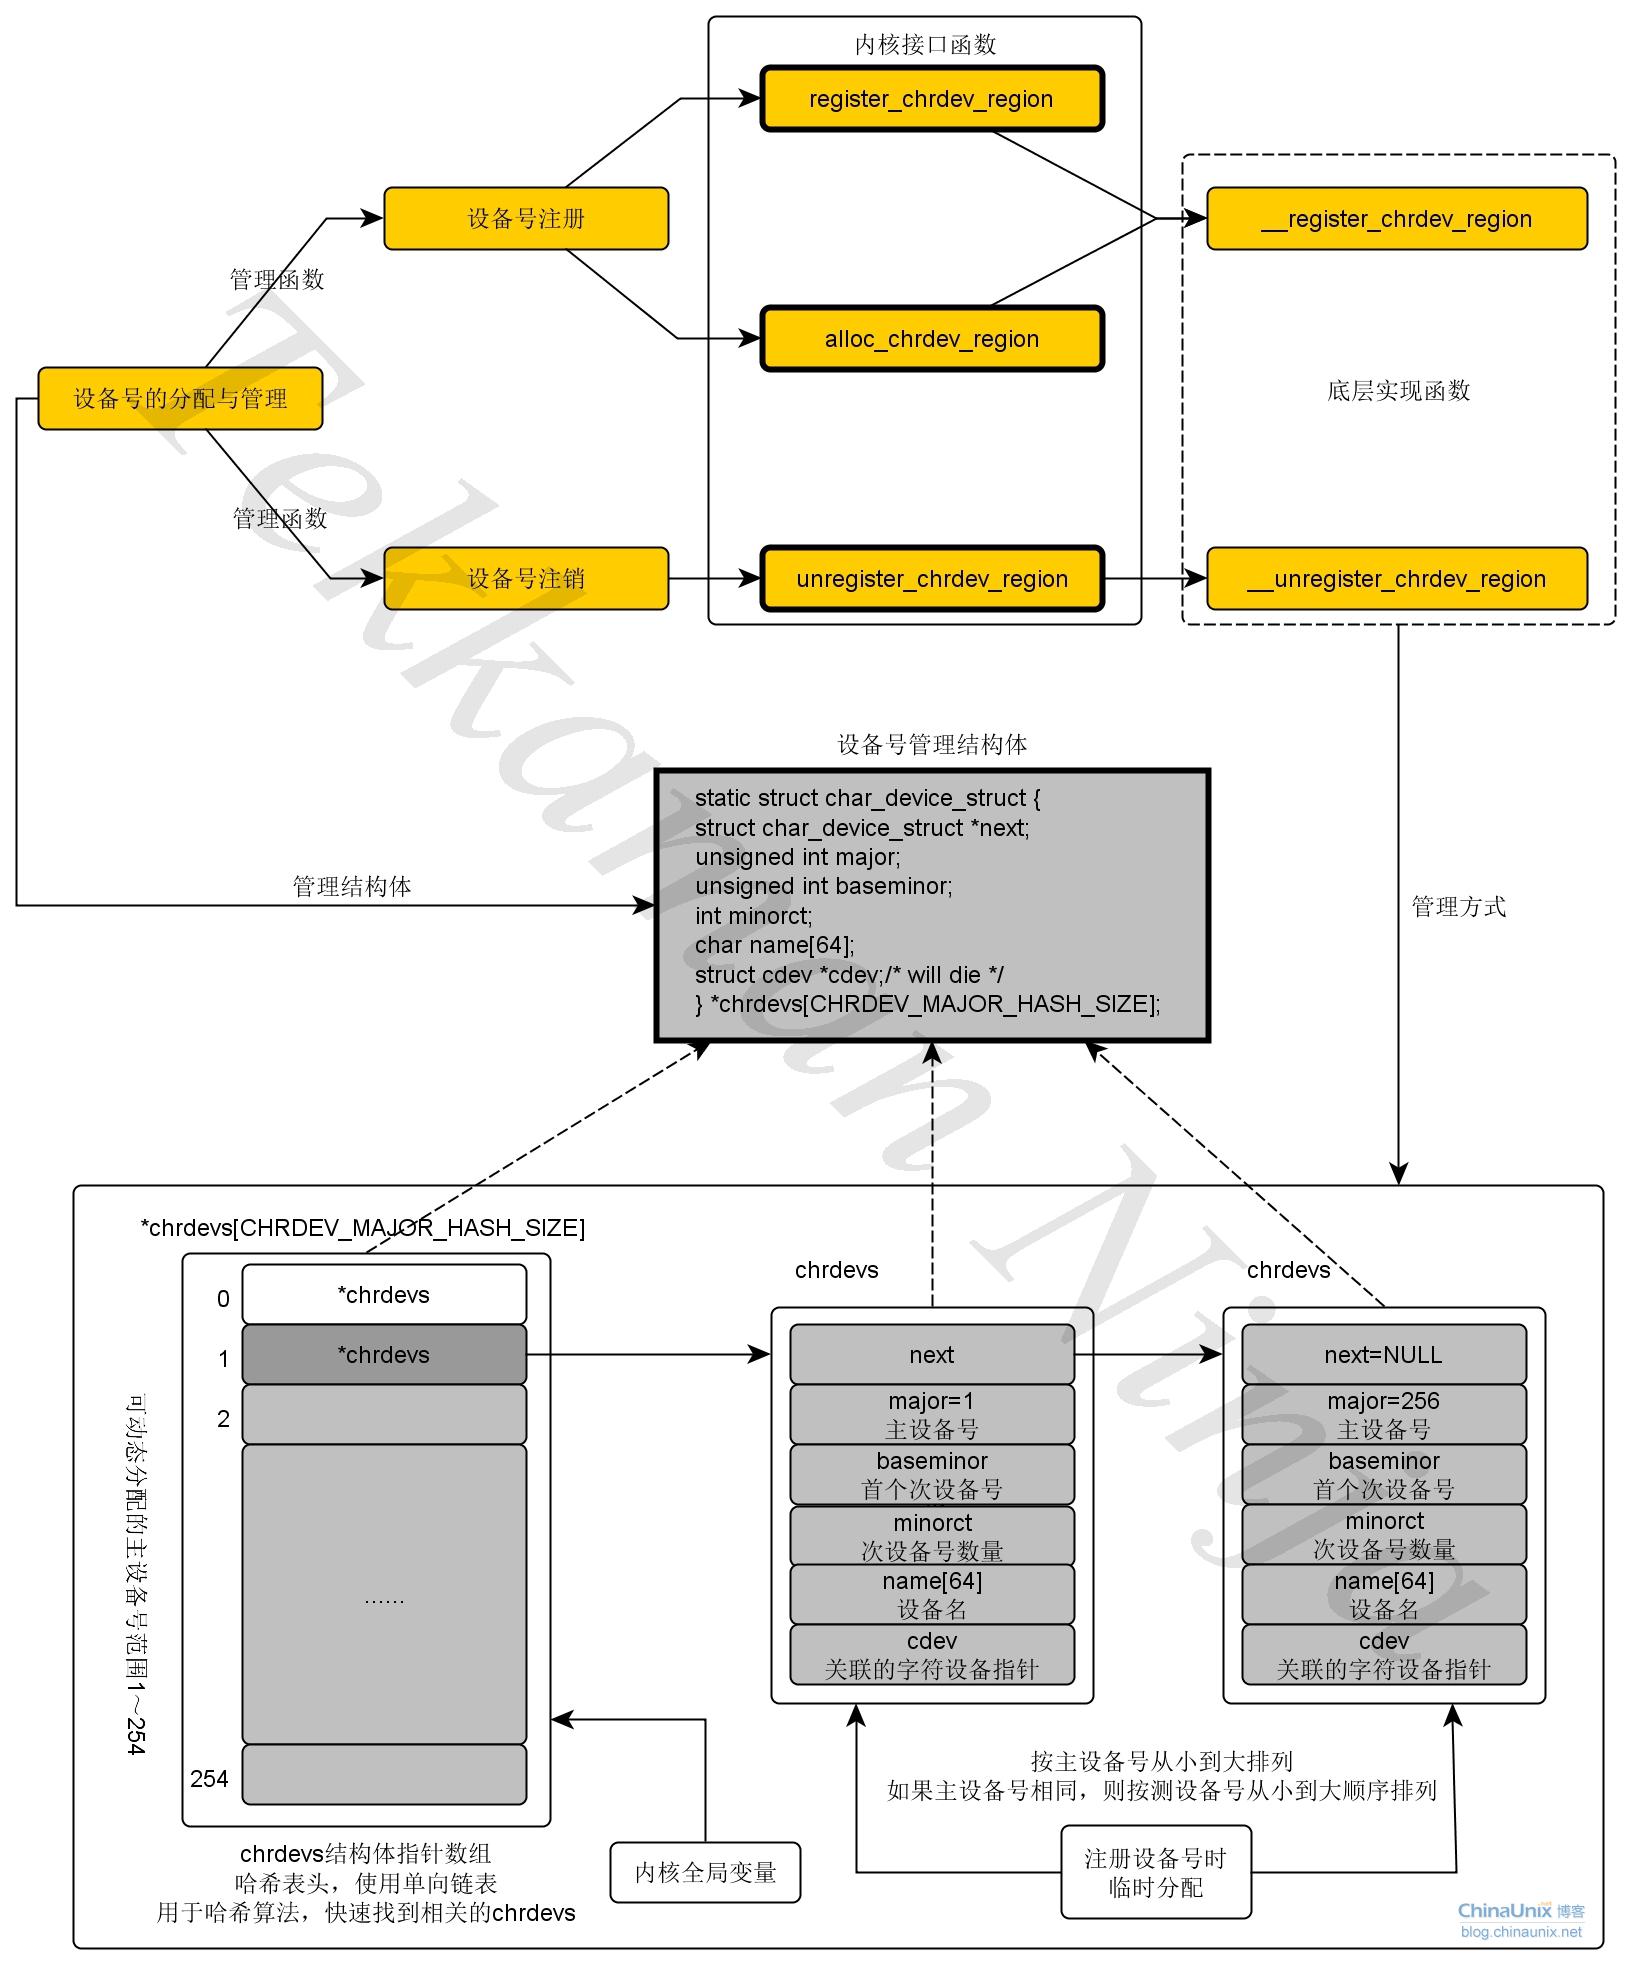 内核接口函数
register_chrdev_region
设备号注册
__register_chrdev_region
管理函数
alloc_chrdev_region
设备号的分配与管理
底层实现函数
管理函数
设备号注销
unregister_chrdev_region
__unregister_chrdev_region
设备号管理结构体
static struct char_device_struct {
struct char_device_struct *next;
unsigned int major;
unsigned int baseminor;
int minorct;
char name[64];
struct cdev *cdev;/* will die */
} *chrdevs[CHRDEV_MAJOR_HASH_SIZE];
管理结构体
管理方式
*chrdevs[CHRDEV_MAJOR_HASH_SIZE]
0
*chrdevs
1
*chrdevs
2
……
254
可动态分配的主设备号范围1～254
chrdevs
next
major=1
主设备号
baseminor
首个次设备号
minorct
次设备号数量
name[64]
设备名
cdev
关联的字符设备指针
chrdevs
next=NULL
major=256
主设备号
baseminor
首个次设备号
minorct
次设备号数量
name[64]
设备名
cdev
关联的字符设备指针
按主设备号从小到大排列
如果主设备号相同，则按测设备号从小到大顺序排列
chrdevs结构体指针数组
哈希表头，使用单向链表
用于哈希算法，快速找到相关的chrdevs
内核全局变量
注册设备号时
临时分配
Tekkaman Ninja
ChinaUnix.net 博客
blog.chinaunix.net